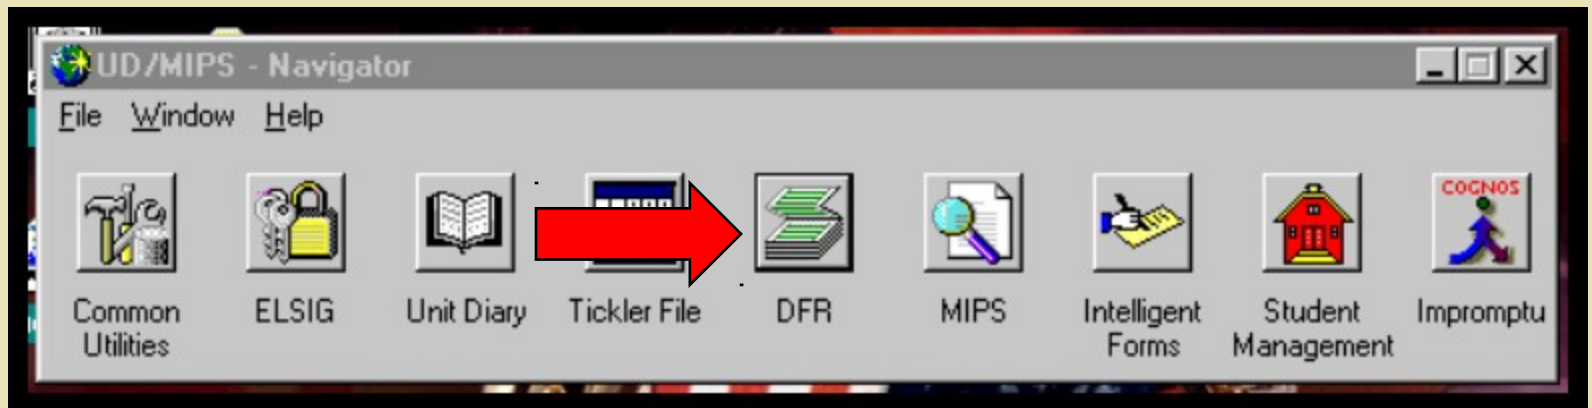 UD/MIPS - Navigator
File Window Help
COGNOS
Common Utilities
ELSIG
Unit Diary
Tickler File
DFR
MIPS
Intelligent Forms
Student Management
Impromptu